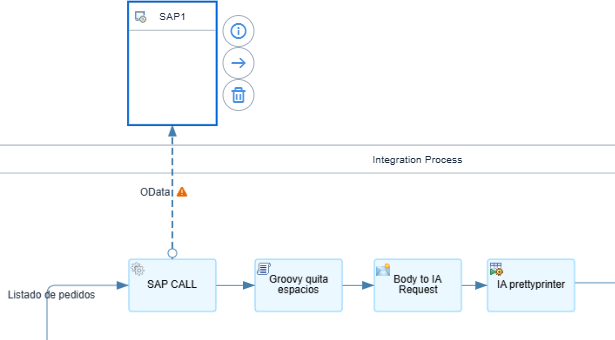 SAP1
Integration Process
OData
Listado de pedidos
SAP CALL
Groovy quita
espacios
Body to IA
Request
IA prettyprinter